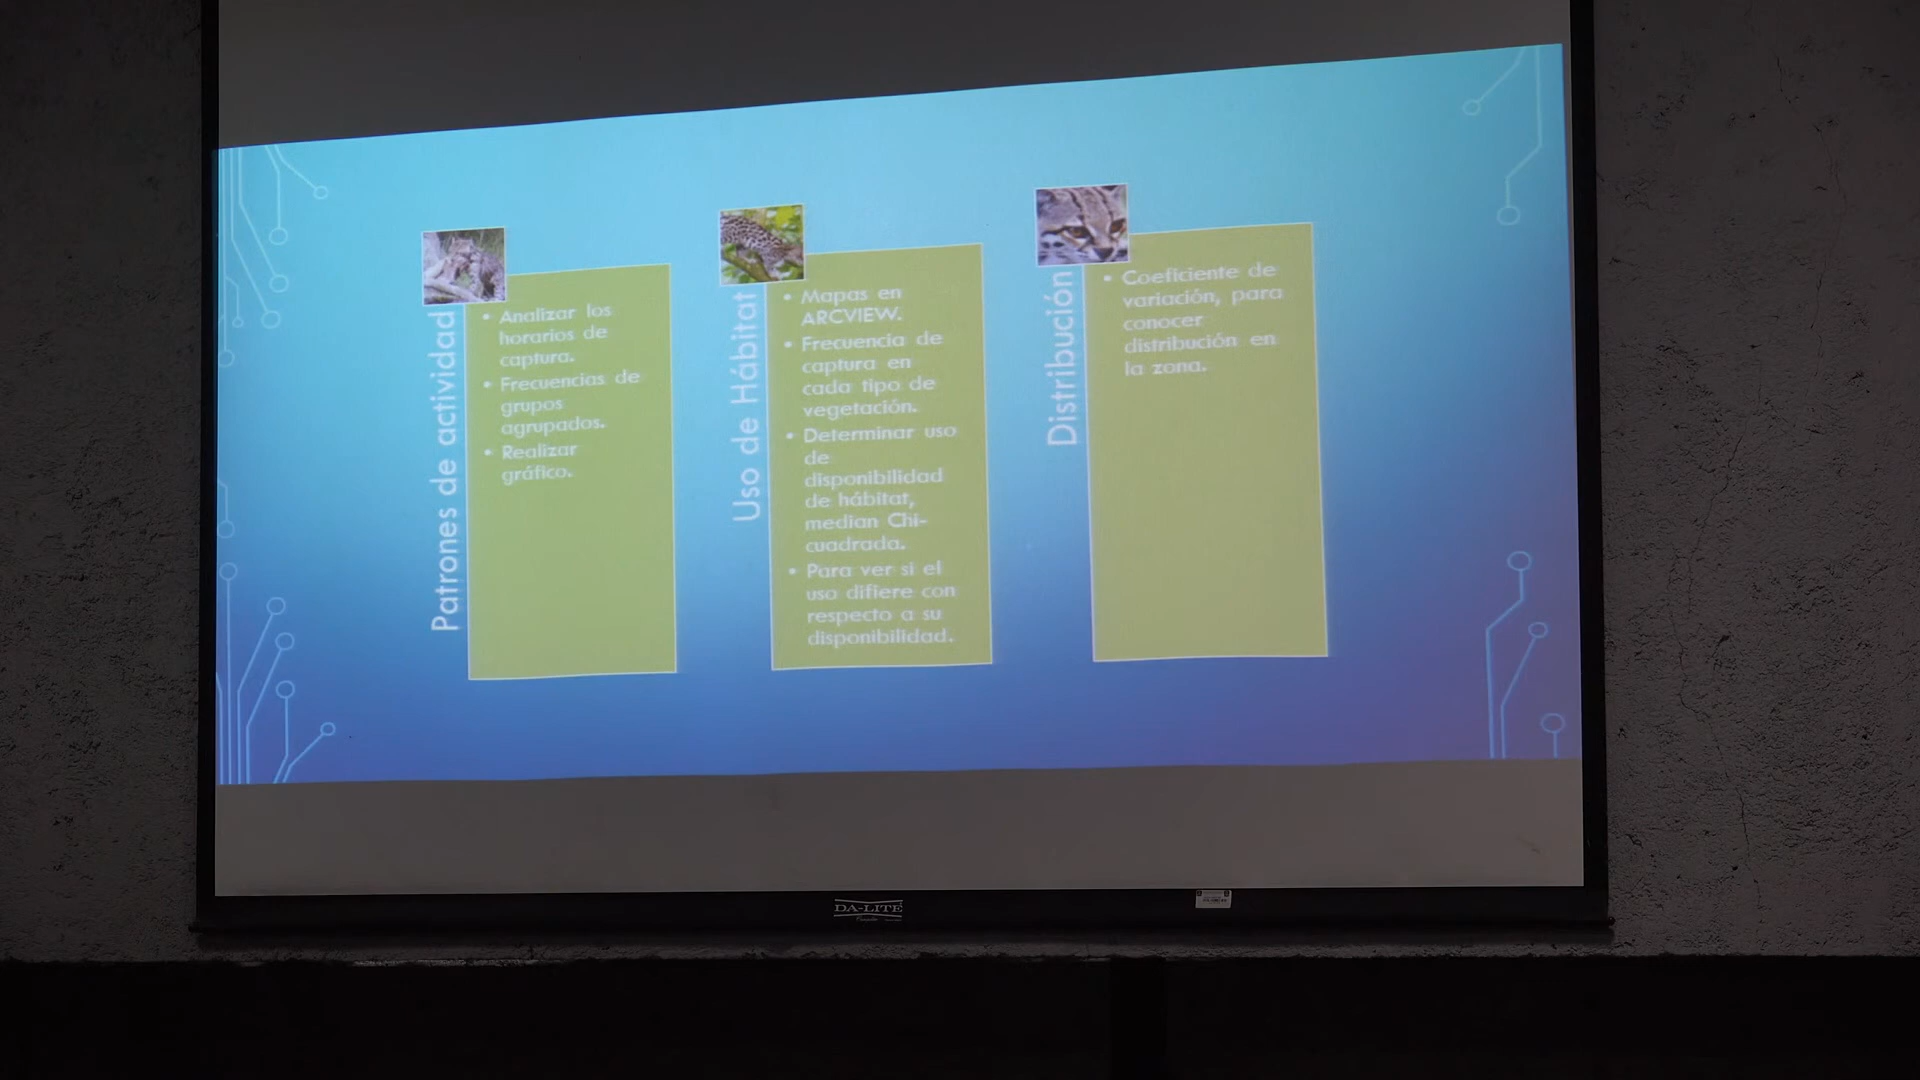 Patrones de actividad
• Analizar los
horarios de
captura.
• Frecuencias de
grupos
agrupados.
• Realizar
gráfico.
Uso de Hábitat
• Mapas en
ARCVIEW.
• Frecuencia de
captura en
cada tipo de
vegetación.
• Determinar uso
de
disponibilidad
de hábitat,
median Chi-
cuadrada.
• Para ver si el
uso difiere con
respecto a su
disponibilidad.
Distribución
• Coeficiente de
variación, para
conocer
distribución en
la zona.
DA-LITE